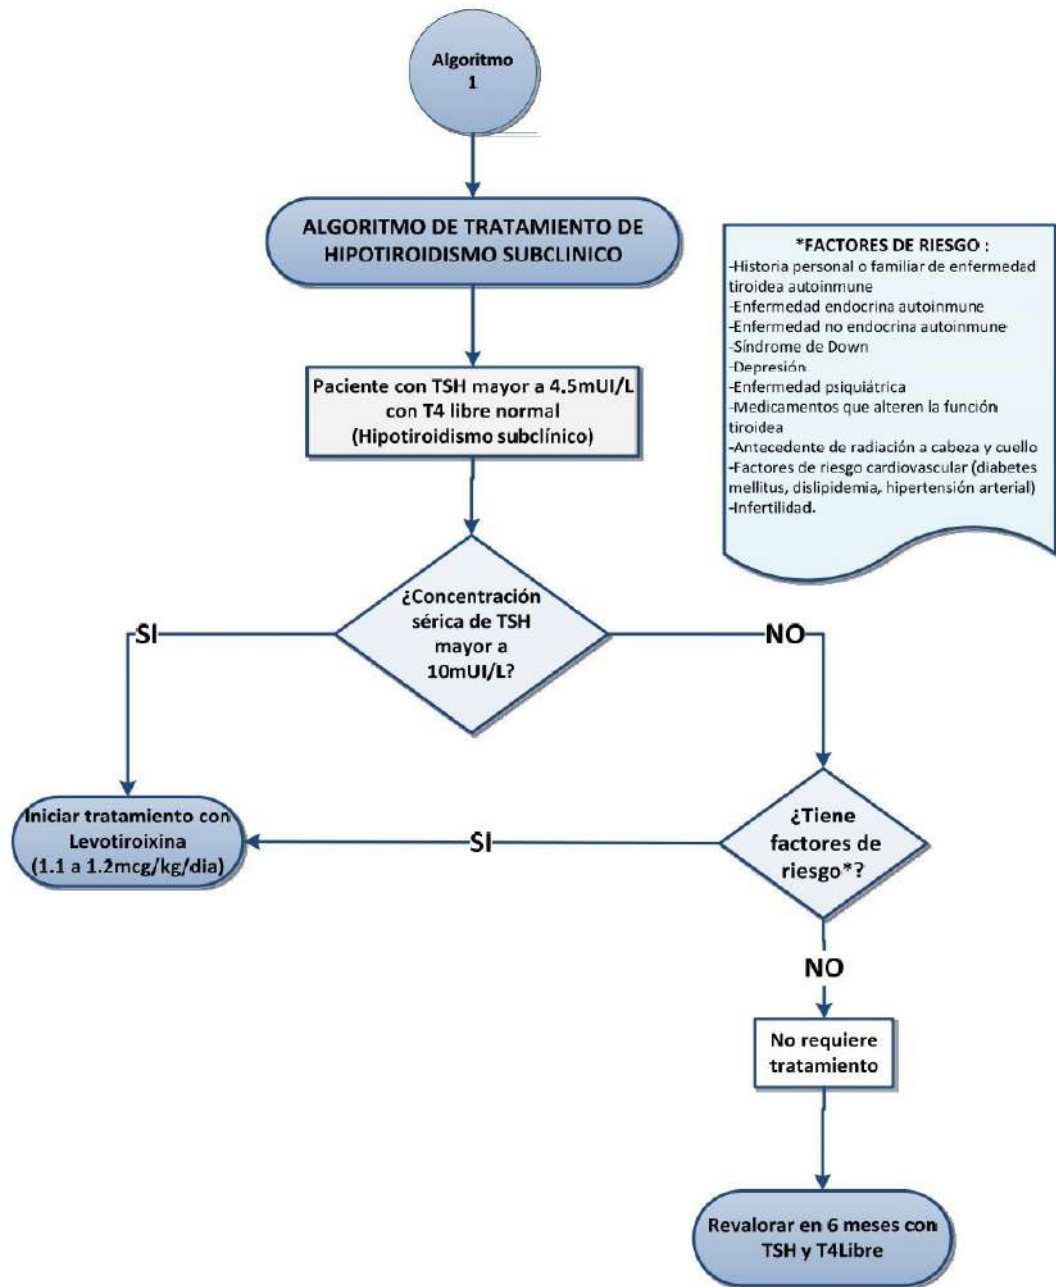 Algoritmo
1
ALGORITMO DE TRATAMIENTO DE
HIPOTIROIDISMO SUBCLINICO
*FACTORES DE RIESGO :
-Historia personal o familiar de enfermedad
tiroidea autoinmune
-Enfermedad endocrina autoinmune
-Enfermedad no endocrina autoinmune
-Síndrome de Down
-Depresión
-Enfermedad psiquiátrica
-Medicamentos que alteren la función
tiroidea
-Antecedente de radiación a cabeza y cuello
-Factores de riesgo cardiovascular (diabetes
mellitus, dislipidemia, hipertensión arterial)
-Infertilidad.
Paciente con TSH mayor a 4.5mUI/L
con T4 libre normal
(Hipotiroidismo subclínico)
¿Concentración
sérica de TSH
mayor a
10mUI/L?
SI
NO
Iniciar tratamiento con
Levotiroixina
(1.1 a 1.2mcg/kg/dia)
SI
¿Tiene
factores de
riesgo*?
NO
No requiere
tratamiento
Revalorar en 6 meses con
TSH y T4Libre